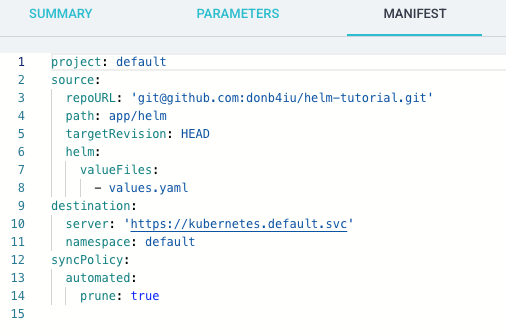 SUMMARY PARAMETERS MANIFEST
1 project: default
2 source:
3   repoURL: 'git@github.com:donb4iu/helm-tutorial.git'
4   path: app/helm
5   targetRevision: HEAD
6   helm:
7     valueFiles:
8       - values.yaml
9 destination:
10   server: 'https://kubernetes.default.svc'
11   namespace: default
12 syncPolicy:
13   automated:
14     prune: true
15